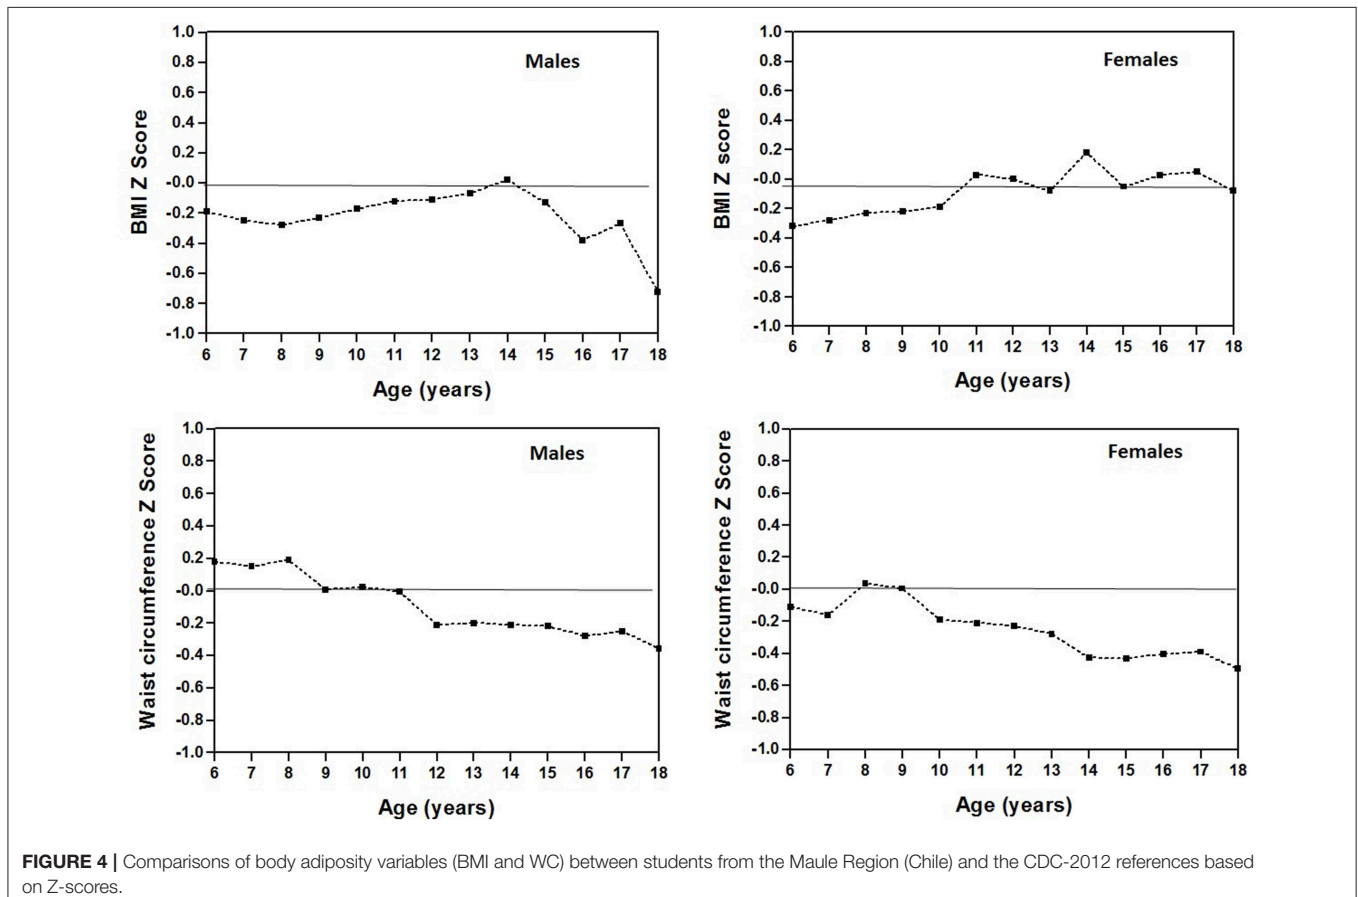 1.0
0.8
0.6
0.4
0.2
-0.0
-0.2
-0.4
-0.6
-0.8
-1.0
BMI Z Score
Males
6 7 8 9 10 11 12 13 14 15 16 17 18
Age (years)
1.0
0.8
0.6
0.4
0.2
-0.0
-0.2
-0.4
-0.6
-0.8
-1.0
BMI Z score
Females
6 7 8 9 10 11 12 13 14 15 16 17 18
Age (years)
1.0
0.8
0.6
0.4
0.2
-0.0
-0.2
-0.4
-0.6
-0.8
-1.0
Waist circumference Z Score
Males
6 7 8 9 10 11 12 13 14 15 16 17 18
Age (years)
1.0
0.8
0.6
0.4
0.2
-0.0
-0.2
-0.4
-0.6
-0.8
-1.0
Waist circumference Z Score
Females
6 7 8 9 10 11 12 13 14 15 16 17 18
Age (years)
FIGURE 4 | Comparisons of body adiposity variables (BMI and WC) between students from the Maule Region (Chile) and the CDC-2012 references based
on Z-scores.